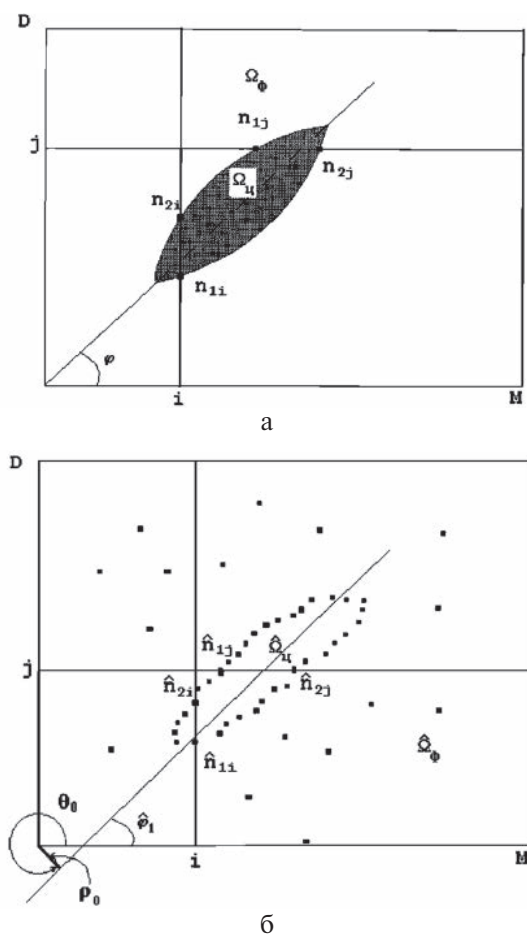 D
Ω_Ф
n_1j
j
n_2j
Ω_ц
n_2i
n_1i
φ
i M
а
D
n̂_1j
Ω̂_ц
j
n̂_2i
n̂_2j
n̂_1i
Ω̂_Ф
θ_0
φ̂_1
i M
ρ_0
б